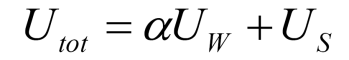 U_tot = αU_W + U_S